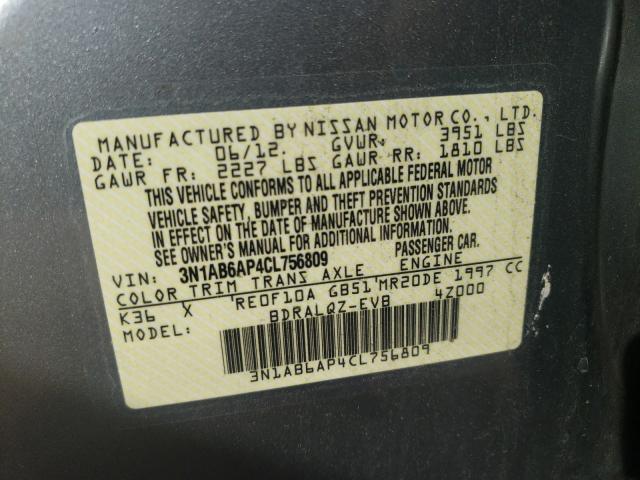 MANUFACTURED BY NISSAN MOTOR CO., LTD.
DATE: 06/12. GVWR: 3951 LBS
GAWR FR: 2227 LBS GAWR RR: 1810 LBS
THIS VEHICLE CONFORMS TO ALL APPLICABLE FEDERAL MOTOR
VEHICLE SAFETY, BUMPER AND THEFT PREVENTION STANDARDS
IN EFFECT ON THE DATE OF MANUFACTURE SHOWN ABOVE.
SEE OWNER'S MANUAL FOR ADDITIONAL INFORMATION.
VIN: 3N1AB6AP4CL756809 PASSENGER CAR.
COLOR TRIM TRANS AXLE ENGINE
K36 X RE0F10A GB51 MR20DE 1997 CC
MODEL: BDRALQZ-EVB 4Z000
3N1AB6AP4CL756809